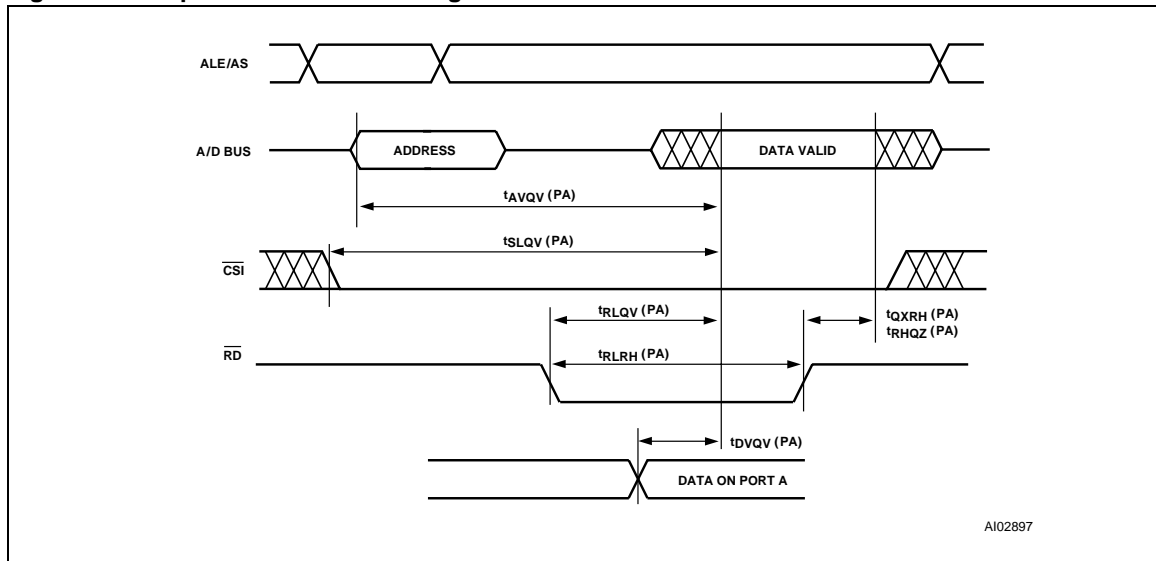 ALE/AS
A/D BUS
ADDRESS
DATA VALID
tAVQV (PA)
tSLQV (PA)
CSI
tRLQV (PA)
tQXRH (PA)
tRHQZ (PA)
RD
tRLRH (PA)
tDVQV (PA)
DATA ON PORT A
AI02897